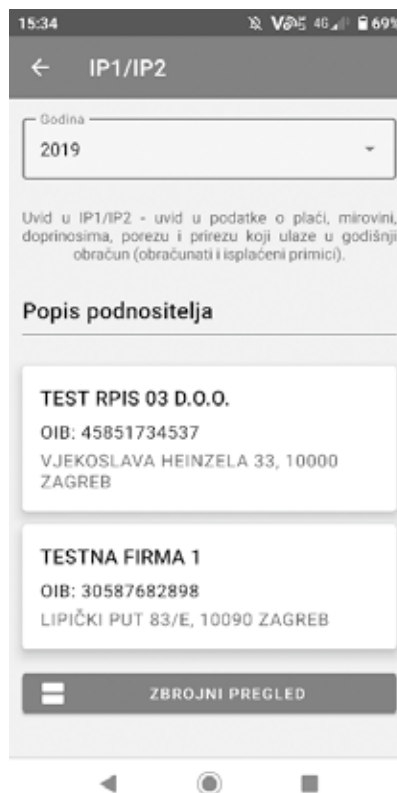 15:34 4G 69%
IP1/IP2
Godina
2019
Uvid u IP1/IP2 - uvid u podatke o plaći, mirovini,
doprinosima, porezu i prirezu koji ulaze u godišnji
obračun (obračunati i isplaćeni primici).
Popis podnositelja
TEST RPIS 03 D.O.O.
OIB: 45851734537
VJEKOSLAVA HEINZELA 33, 10000
ZAGREB
TESTNA FIRMA 1
OIB: 30587682898
LIPIČKI PUT 83/E, 10090 ZAGREB
ZBROJNI PREGLED